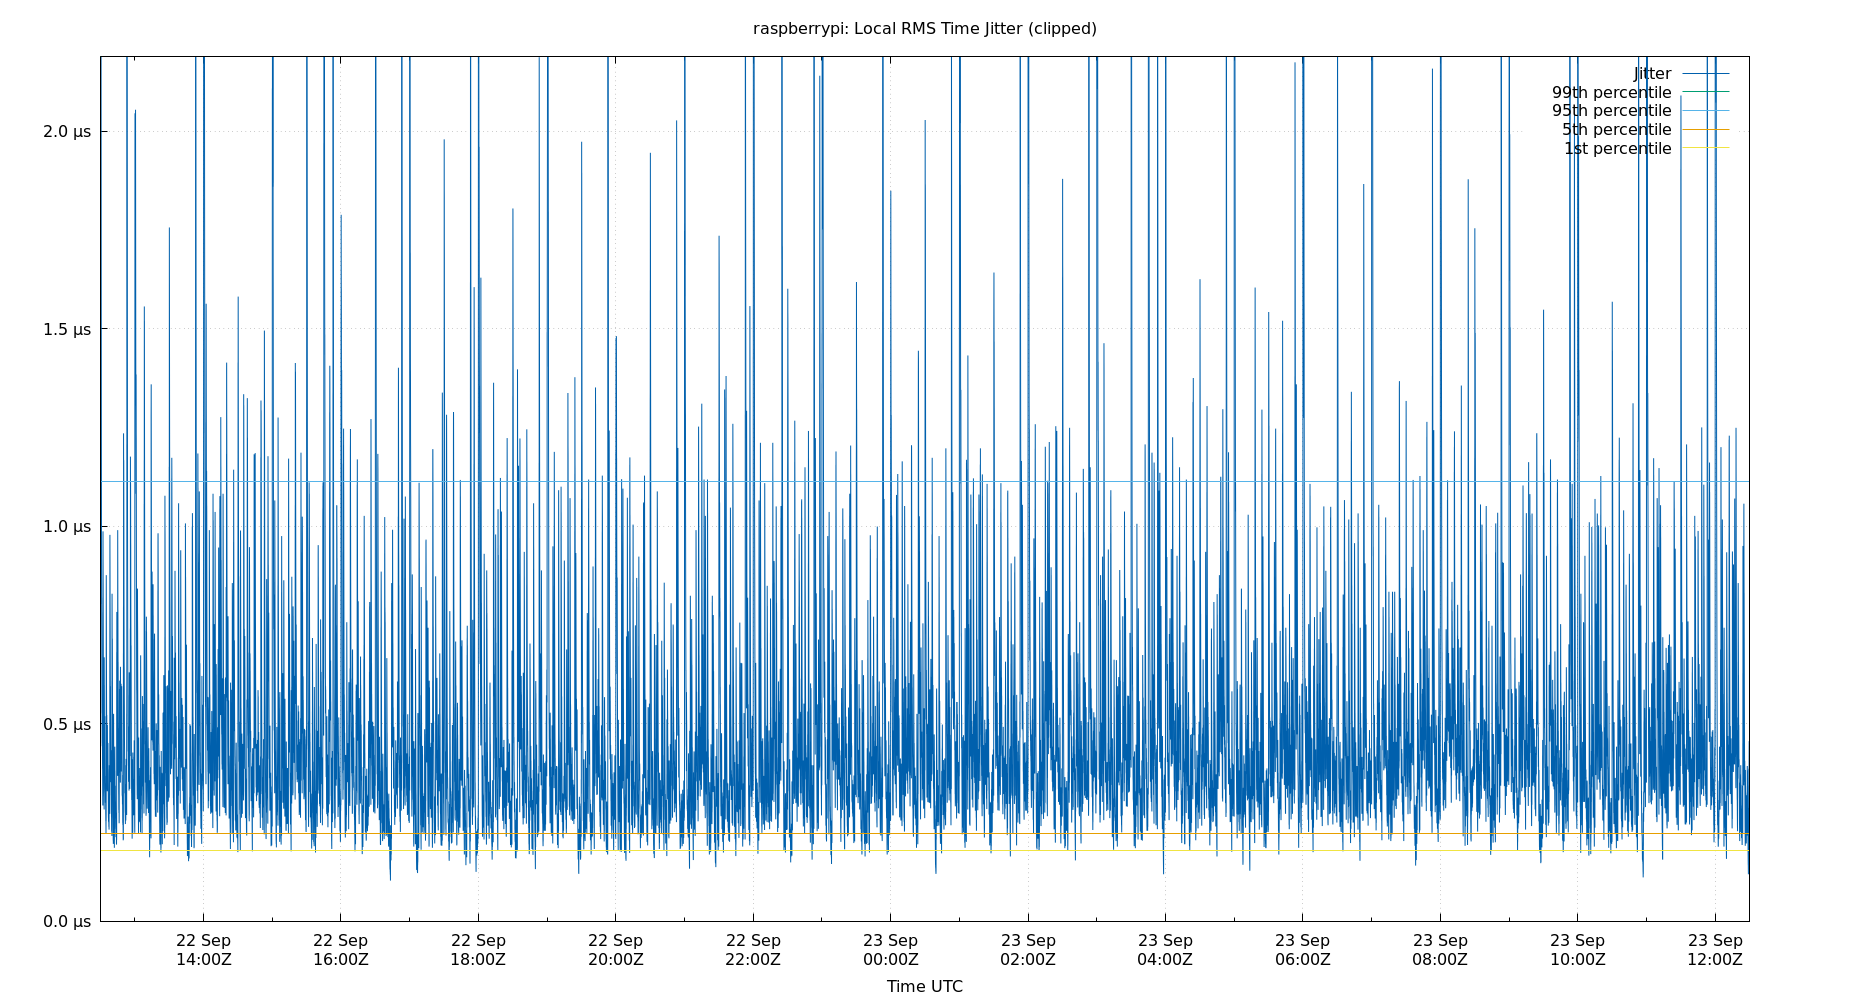 raspberrypi: Local RMS Time Jitter (clipped)
Jitter
99th percentile
95th percentile
5th percentile
1st percentile
2.0 µs
1.5 µs
1.0 µs
0.5 µs
0.0 µs
22 Sep 22 Sep 22 Sep 22 Sep 22 Sep 23 Sep 23 Sep 23 Sep 23 Sep 23 Sep 23 Sep 23 Sep
14:00Z 16:00Z 18:00Z 20:00Z 22:00Z 00:00Z 02:00Z 04:00Z 06:00Z 08:00Z 10:00Z 12:00Z
Time UTC